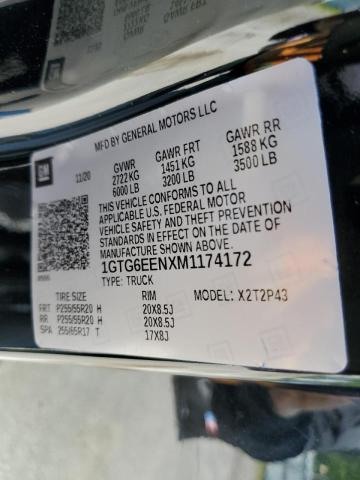 MFD BY GENERAL MOTORS LLC
GM
11/20
GVWR GAWR FRT GAWR RR
2722 KG 1451 KG 1588 KG
6000 LB 3200 LB 3500 LB
THIS VEHICLE CONFORMS TO ALL
APPLICABLE U.S. FEDERAL MOTOR
VEHICLE SAFETY AND THEFT PREVENTION
STANDARDS IN EFFECT ON THE DATE OF
MANUFACTURE SHOWN ABOVE.
1GTG6EENXM1174172
TYPE: TRUCK
MODEL: X2T2P43
TIRE SIZE RIM
FRT P255/55R20 H 20X8.5J
RR P255/55R20 H 20X8.5J
SPA 255/65R17 T 17X8J